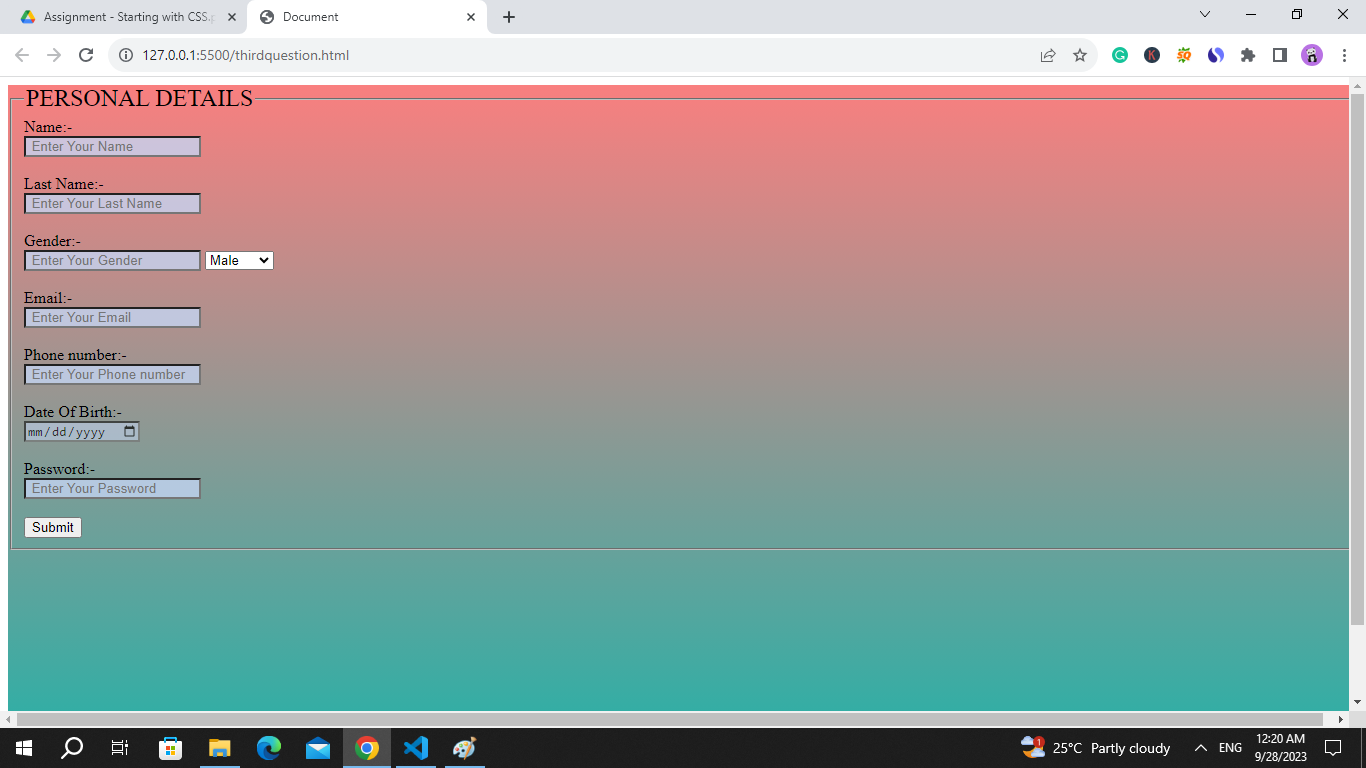 Assignment - Starting with CSS.p
Document
127.0.0.1:5500/thirdquestion.html
PERSONAL DETAILS
Name:-
Enter Your Name
Last Name:-
Enter Your Last Name
Gender:-
Enter Your Gender Male
Email:-
Enter Your Email
Phone number:-
Enter Your Phone number
Date Of Birth:-
mm/dd/yyyy
Password:-
Enter Your Password
Submit
1 25°C Partly cloudy ENG 12:20 AM
9/28/2023